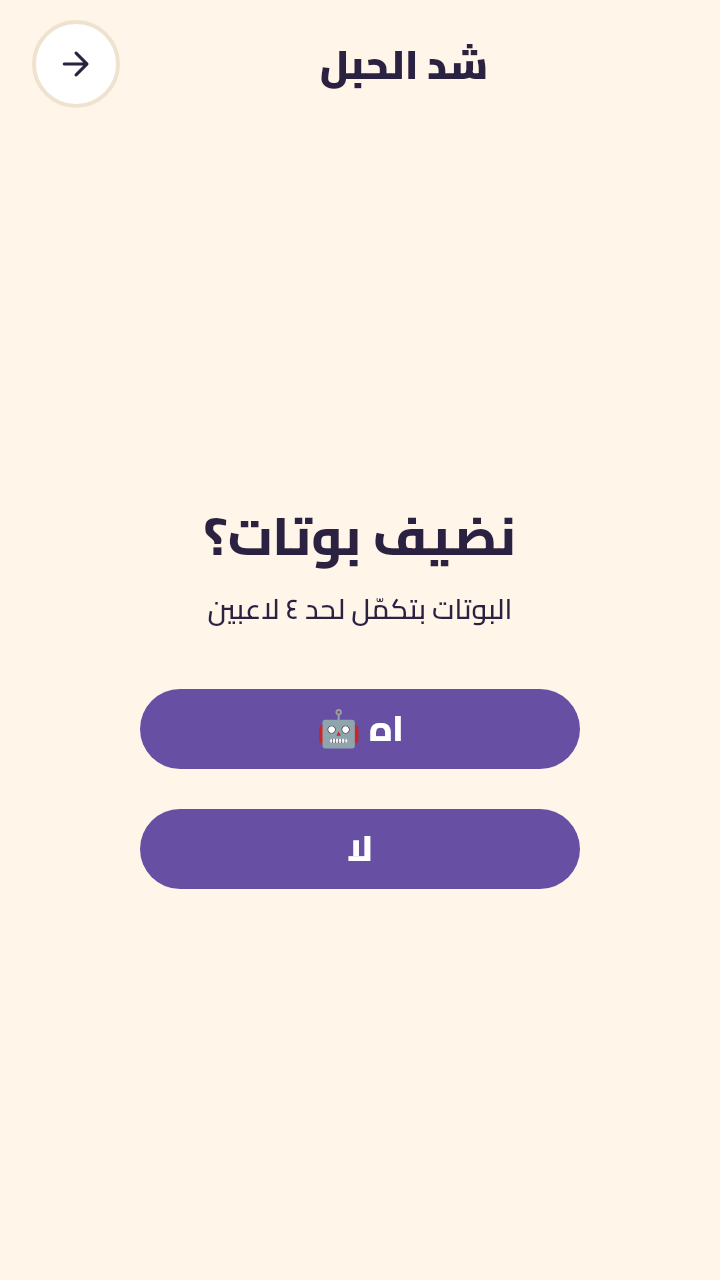 شد الحبل
نضيف بوتات؟
البوتات بتكمّل لحد ٤ لاعبين
اه 🤖
لا